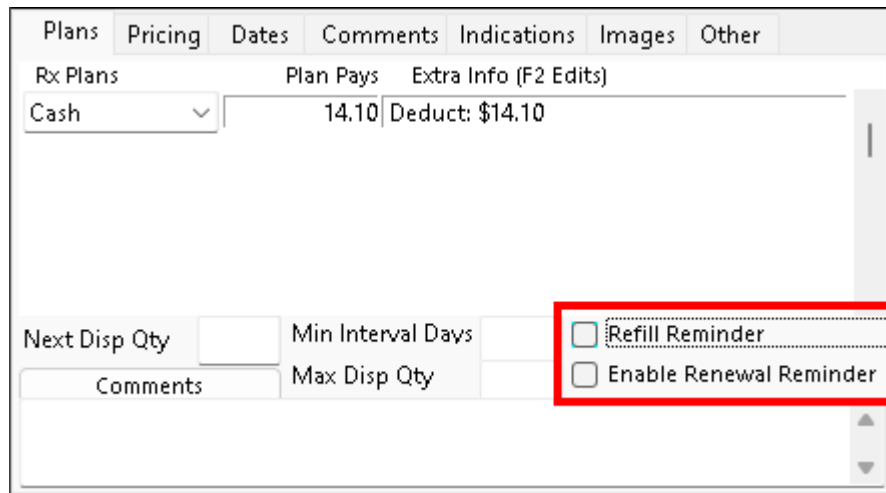 Plans Pricing Dates Comments Indications Images Other
Rx Plans Plan Pays Extra Info (F2 Edits)
Cash 14.10 Deduct: $14.10
Next Disp Qty Min Interval Days Refill Reminder
Comments Max Disp Qty Enable Renewal Reminder